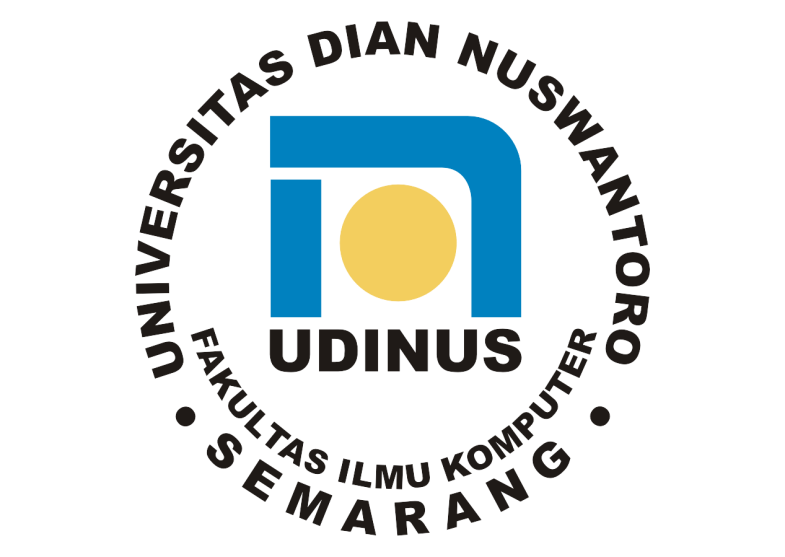 UNIVERSITAS DIAN NUSWANTORO
UDINUS
FAKULTAS ILMU KOMPUTER
• SEMARANG •